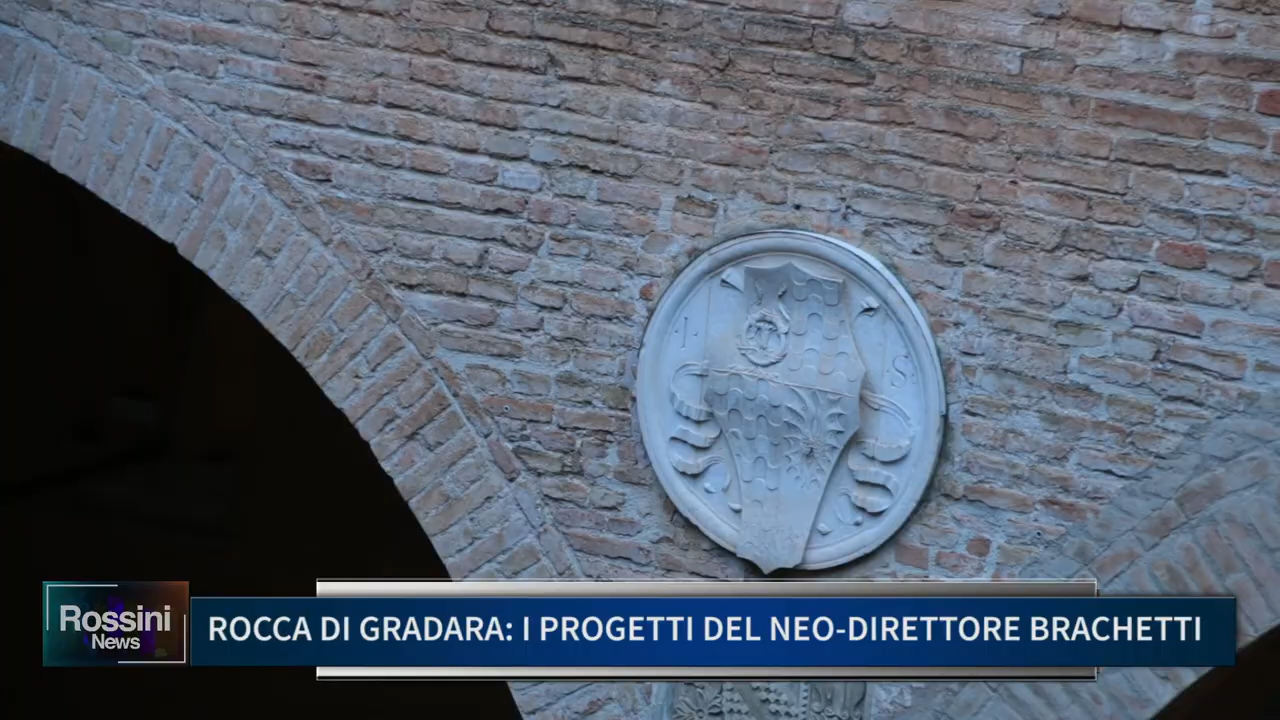 I.
S.
Rossini
News
ROCCA DI GRADARA: I PROGETTI DEL NEO-DIRETTORE BRACHETTI